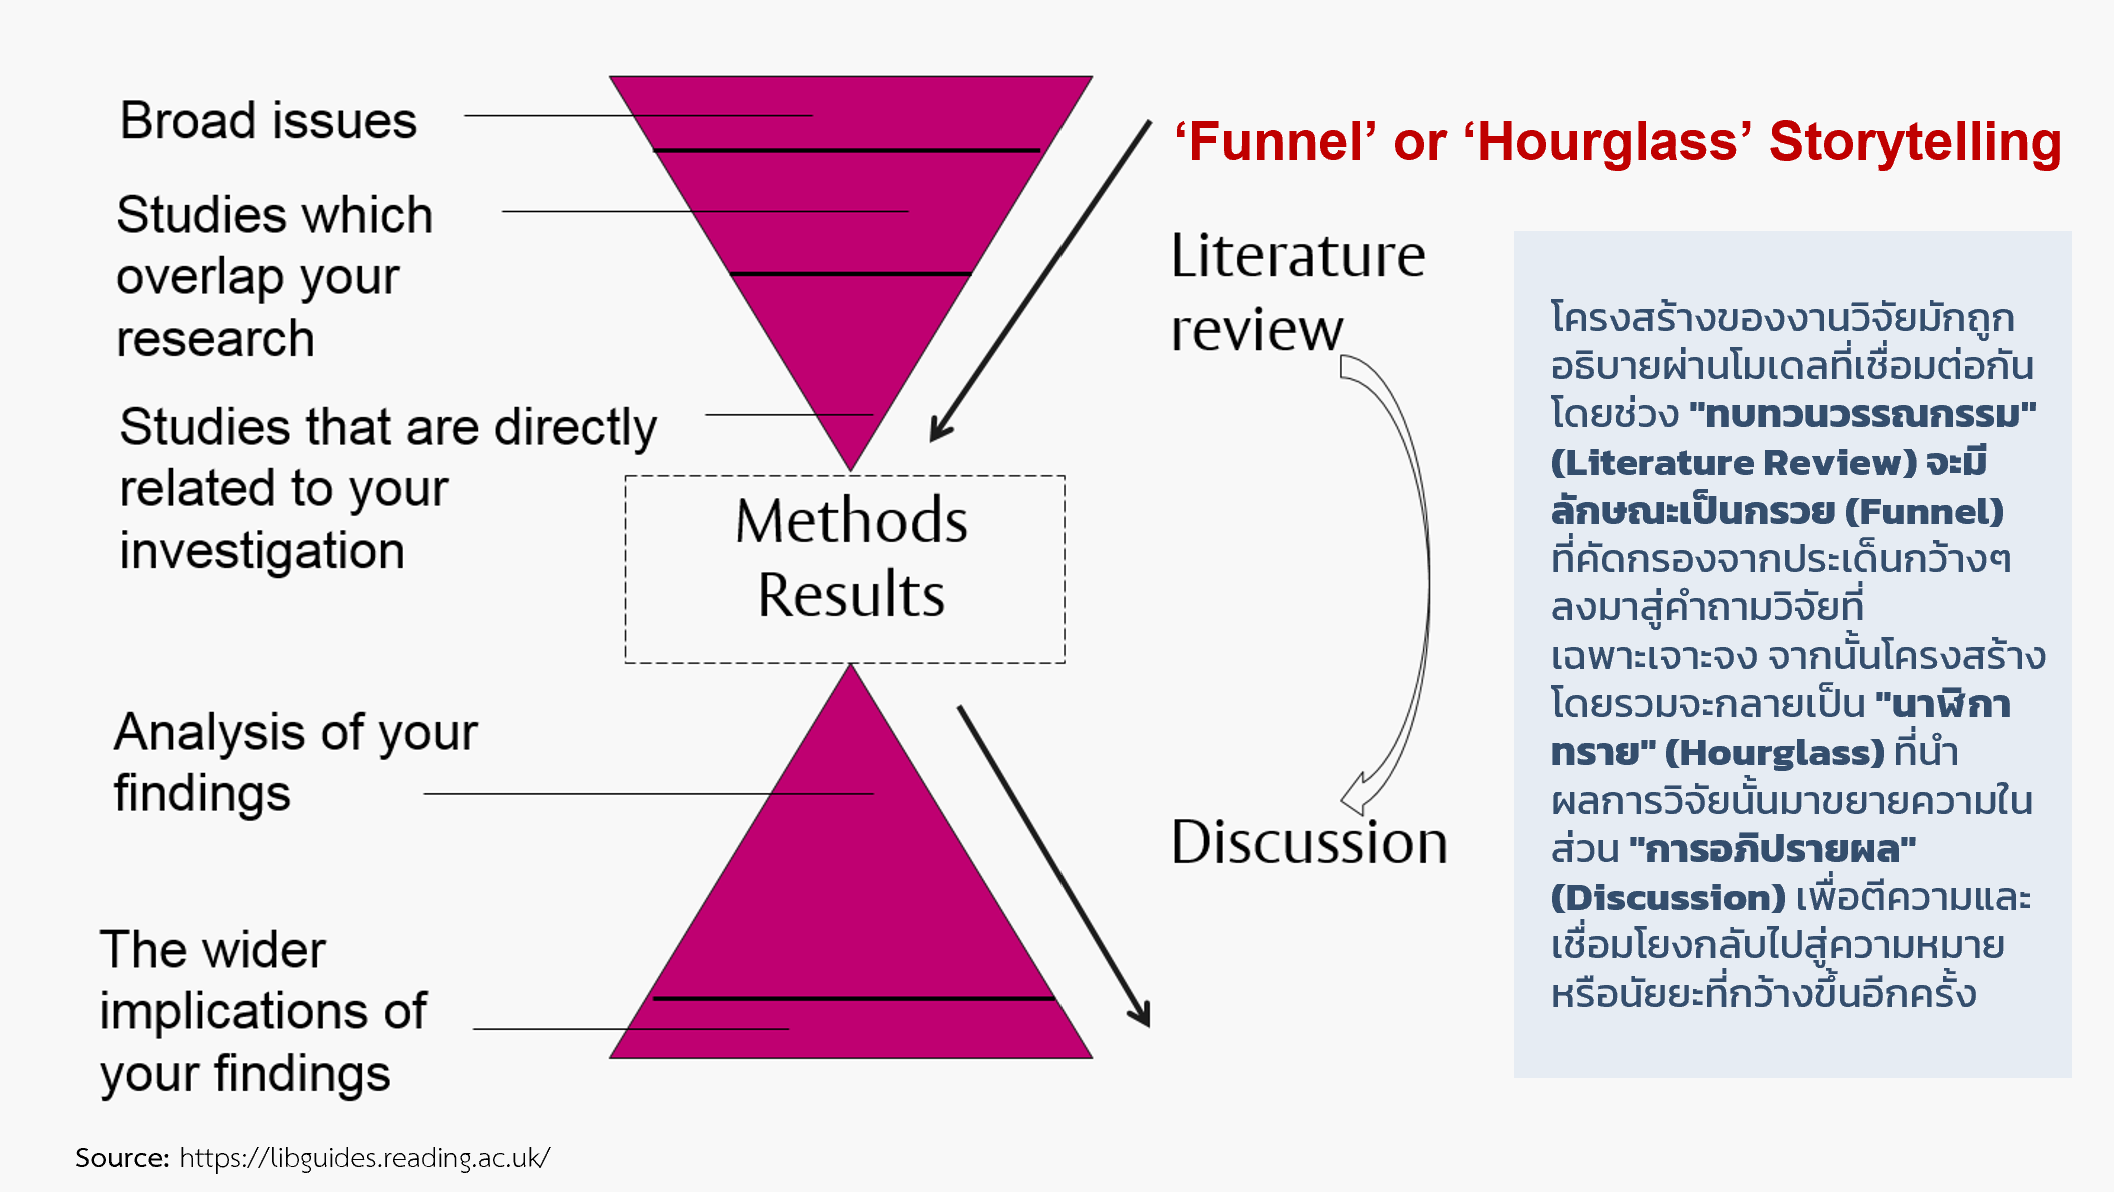 Broad issues
Studies which
overlap your
research
Studies that are directly
related to your
investigation
Methods
Results
Analysis of your
findings
The wider
implications of
your findings
‘Funnel’ or ‘Hourglass’ Storytelling
Literature
review
Discussion
โครงสร้างของงานวิจัยมักถูก
อธิบายผ่านโมเดลที่เชื่อมต่อกัน
โดยช่วง "ทบทวนวรรณกรรม"
(Literature Review) จะมี
ลักษณะเป็นกรวย (Funnel)
ที่คัดกรองจากประเด็นกว้างๆ
ลงมาสู่คำถามวิจัยที่
เฉพาะเจาะจง จากนั้นโครงสร้าง
โดยรวมจะกลายเป็น "นาฬิกา
ทราย" (Hourglass) ที่นำ
ผลการวิจัยนั้นมาขยายความใน
ส่วน "การอภิปรายผล"
(Discussion) เพื่อตีความและ
เชื่อมโยงกลับไปสู่ความหมาย
หรือนัยยะที่กว้างขึ้นอีกครั้ง
Source: https://libguides.reading.ac.uk/